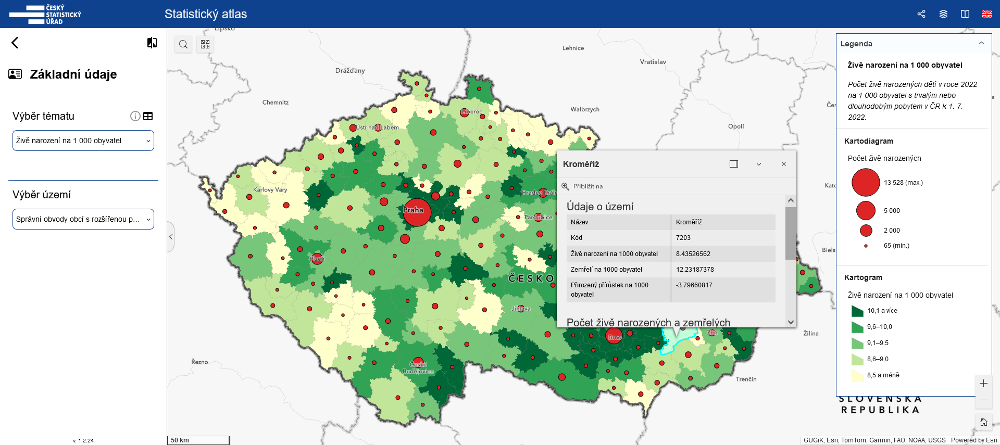 ČESKÝ
STATISTICKÝ
ÚŘAD
Statistický atlas
Základní údaje
Výběr tématu
Živě narození na 1 000 obyvatel
Výběr území
Správní obvody obcí s rozšířenou p...
v. 1.2.24
Lipsko
Lehnice
Vratislav
Drážďany
Chemnitz
Wałbrzych
Opolí
Liberec
Ústí nad Labem
Karlovy Vary
Praha
Hradec Králo
Pardubice
Plzeň
ČESKO
Jihlava
Brno
Zlín
Žilina
České
Budějovice
Řezno
Trenčín
Kato
Biels
Čer
SLOVENSKÁ
REPUBLIKA
50 km
Kroměříž
Přiblížit na
Údaje o území
Název Kroměříž
Kód 7203
Živě narození na 1000 obyvatel 8.43526562
Zemřelí na 1000 obyvatel 12.23187378
Přirozený přírůstek na 1000 -3.79660817
obyvatel
Počet živě narozených a zemřelých
Legenda
Živě narození na 1 000 obyvatel
Počet živě narozených dětí v roce 2022
na 1 000 obyvatel s trvalým nebo
dlouhodobým pobytem v ČR k 1. 7.
2022.
Kartodiagram
Počet živě narozených
13 528 (max.)
5 000
2 000
65 (min.)
Kartogram
Živě narození na 1 000 obyvatel
10,1 a více
9,6–10,0
9,1–9,5
8,6–9,0
8,5 a méně
GUGiK, Esri, TomTom, Garmin, FAO, NOAA, USGS Powered by Esri